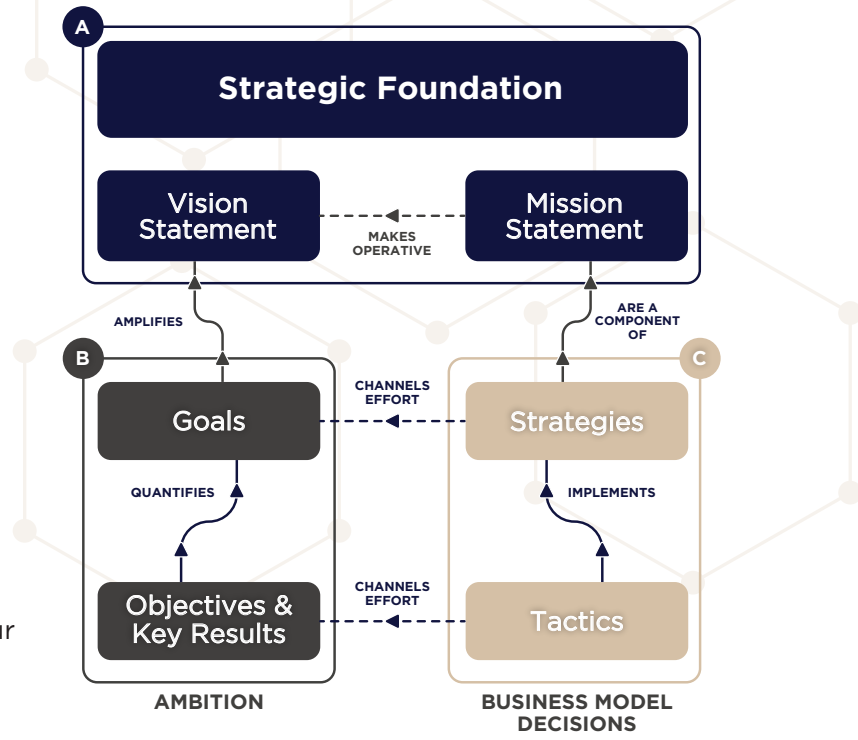 A
Strategic Foundation
Vision
Statement
MAKES
OPERATIVE
Mission
Statement
AMPLIFIES
ARE A
COMPONENT
OF
B
C
Goals
CHANNELS
EFFORT
Strategies
QUANTIFIES
IMPLEMENTS
Objectives &
Key Results
CHANNELS
EFFORT
Tactics
AMBITION
BUSINESS MODEL
DECISIONS